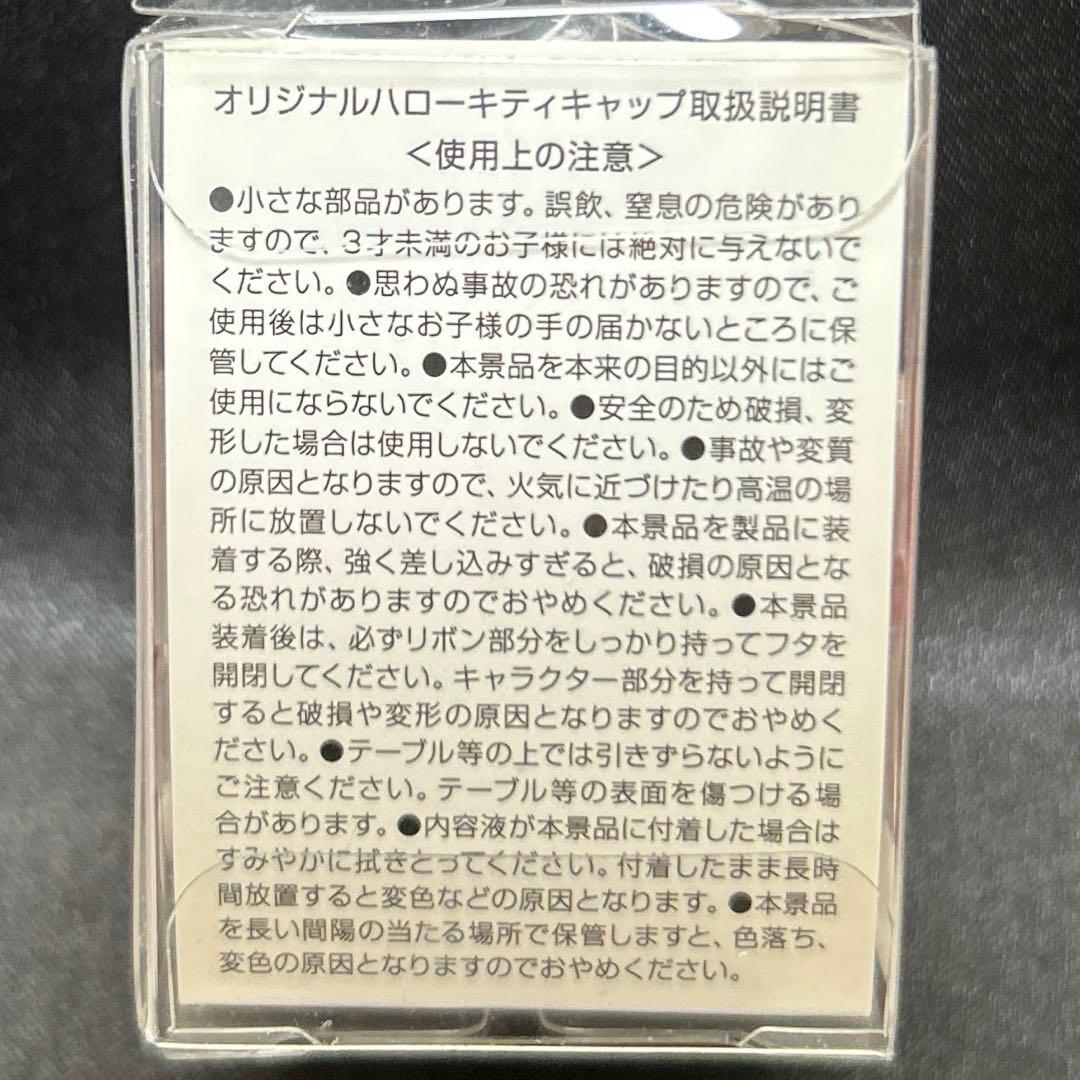 オリジナルハローキティキャップ取扱説明書
＜使用上の注意＞
●小さな部品があります。誤飲、窒息の危険があり
ますので、3才未満のお子様には絶対に与えないで
ください。●思わぬ事故の恐れがありますので、ご
使用後は小さなお子様の手の届かないところに保
管してください。●本景品を本来の目的以外にはご
使用にならないでください。●安全のため破損、変
形した場合は使用しないでください。●事故や変質
の原因となりますので、火気に近づけたり高温の場
所に放置しないでください。●本景品を製品に装
着する際、強く差し込みすぎると、破損の原因とな
る恐れがありますのでおやめください。●本景品
装着後は、必ずリボン部分をしっかり持ってフタを
開閉してください。キャラクター部分を持って開閉
すると破損や変形の原因となりますのでおやめく
ださい。●テーブル等の上では引きずらないように
ご注意ください。テーブル等の表面を傷つける場
合があります。●内容液が本景品に付着した場合は
すみやかに拭きとってください。付着したまま長時
間放置すると変色などの原因となります。●本景品
を長い間陽の当たる場所で保管しますと、色落ち、
変色の原因となりますのでおやめください。